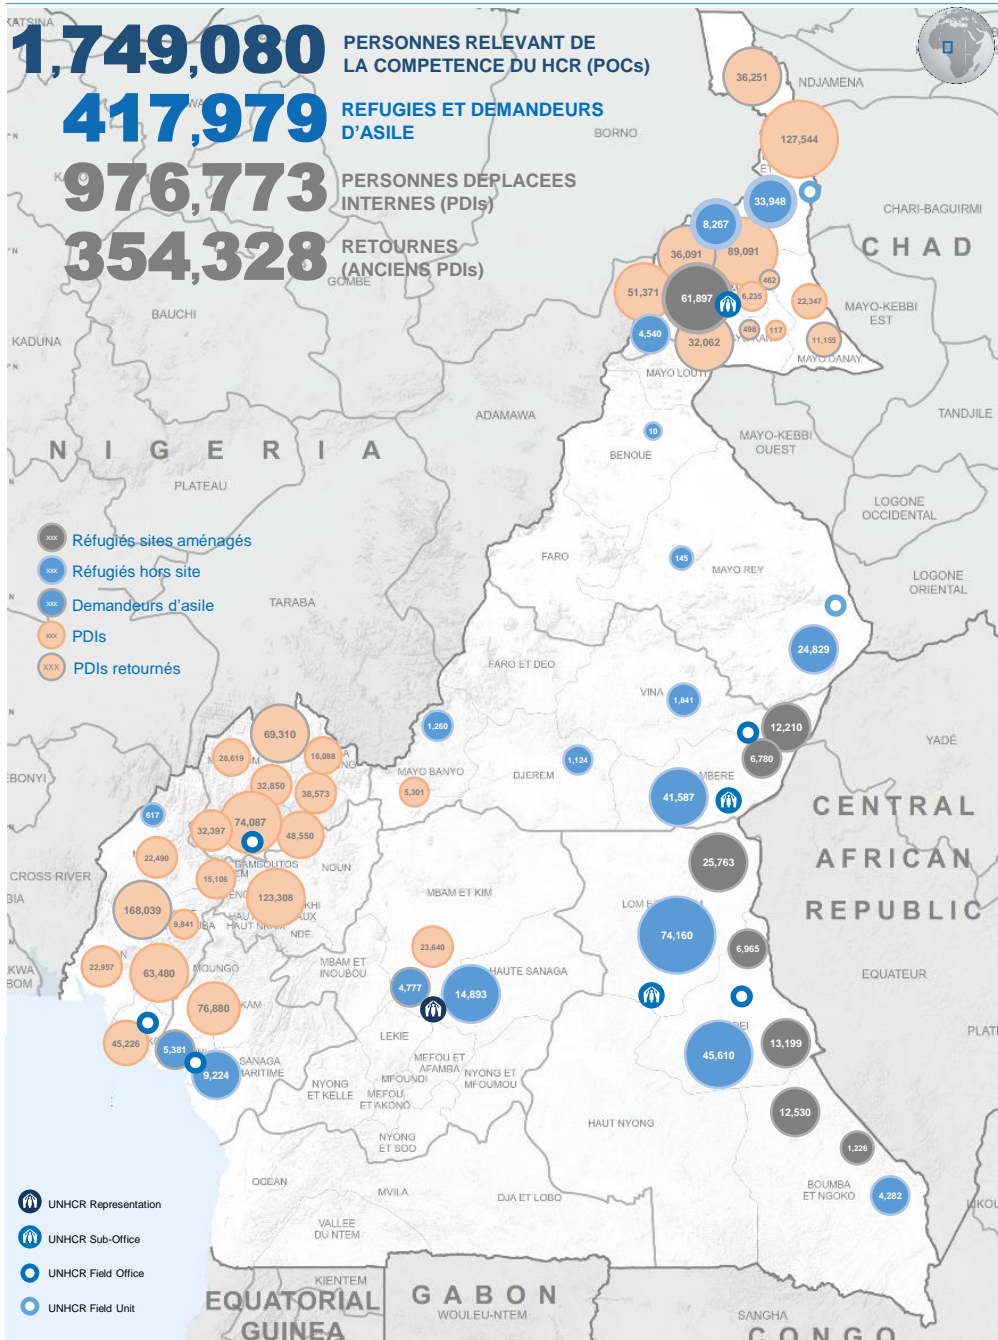 KATSINA
1,749,080
PERSONNES RELEVANT DE
LA COMPETENCE DU HCR (POCs)
417,979
REFUGIES ET DEMANDEURS
D'ASILE
976,773
PERSONNES DEPLACEES
INTERNES (PDIs)
354,328
RETOURNES
(ANCIENS PDIs)
36,251
NDJAMENA
BORNO
127,544
33,948
8,267
CHARI-BAGUIRMI
CHAD
36,091
89,091
GOMBE
462
51,371
61,897
6,235
22,347
MAYO-KEBBI
EST
BAUCHI
KADUNA
4,540
32,062
498
117
11,155
MAYO DANAY
MAYO LOUTI
ADAMAWA
TANDJILE
10
MAYO-KEBBI
OUEST
BENOUE
NIGERIA
PLATEAU
LOGONE
OCCIDENTAL
xxx Réfugiés sites aménagés
xxx Réfugiés hors site
xxx Demandeurs d'asile
xxx PDIs
XXX PDIs retournés
FARO
145
MAYO REY
LOGONE
ORIENTAL
TARABA
24,829
FARO ET DEO
VINA
1,841
69,310
1,260
12,210
YADÉ
28,619
16,088
1,124
6,780
EBONYI
MAYO BANYO
DJEREM
MBERE
32,850
38,573
5,301
41,587
CENTRAL
AFRICAN
REPUBLIC
617
74,087
32,397
48,550
22,490
BAMBOUTOS
NOUN
25,763
CROSS RIVER
15,106
123,308
MBAM ET KIM
168,039
9,841
NDE
74,160
6,965
23,640
22,957
63,480
MOUNGO
MBAM ET
INOUBOU
HAUTE SANAGA
EQUATEUR
AKWA
IBOM
4,777
14,893
76,880
45,226
5,381
LEKIE
13,199
45,610
9,224
SANAGA
MARITIME
MEFOU ET
AFAMBA
NYONG ET
MFOUMOU
MFOUNDI
NYONG
ET KELLE
MEFOU
ET AKONO
12,530
HAUT NYONG
NYONG
ET SOO
1,226
OCEAN
MVILA
DJA ET LOBO
BOUMBA
ET NGOKO
4,282
VALLEE
DU NTEM
UNHCR Representation
UNHCR Sub-Office
UNHCR Field Office
UNHCR Field Unit
KIENTEM
EQUATORIAL
GUINEA
GABON
WOULEU-NTEM
SANGHA
CONGO